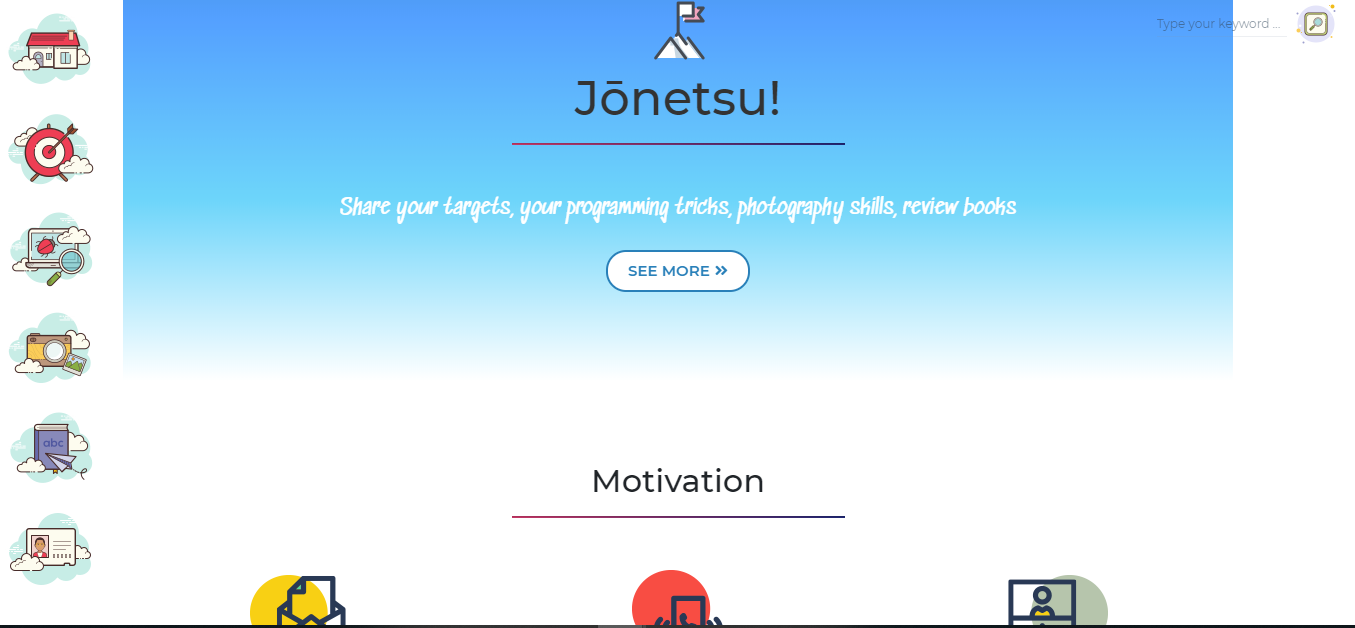 Type your keyword ...
Jōnetsu!
Share your targets, your programming tricks, photography skills, review books
SEE MORE »
abc
Motivation